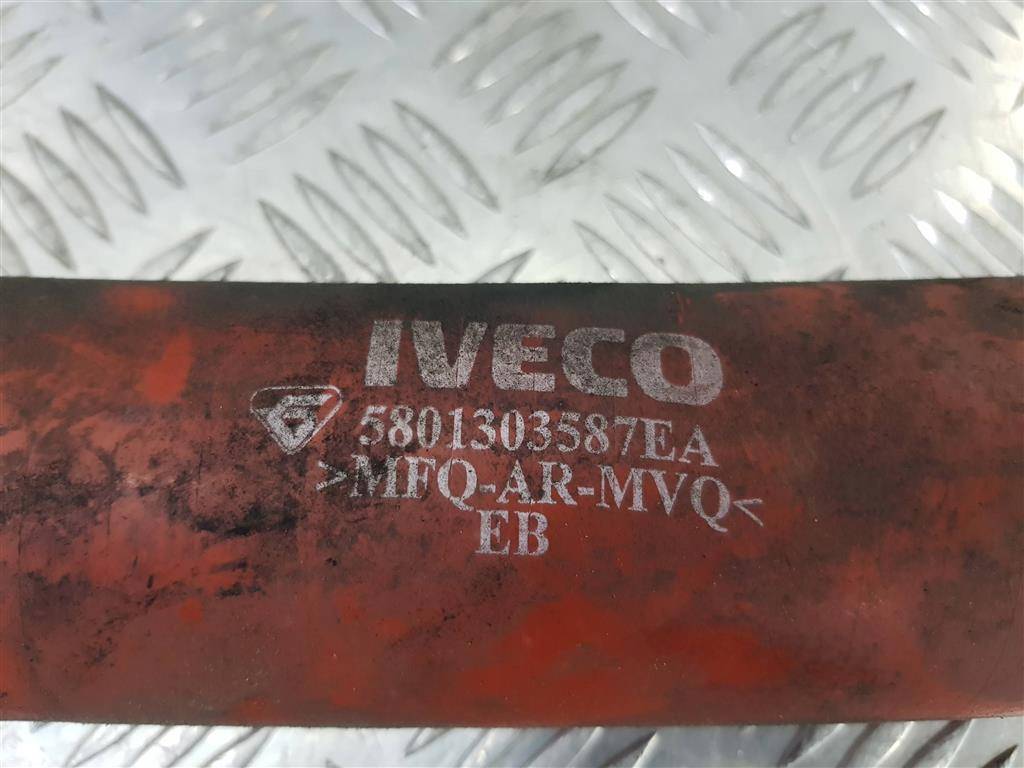 IVECO
5801303587EA
>MFQ-AR-MVQ<
EB